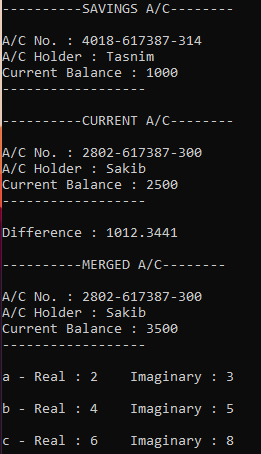 ----------SAVINGS A/C--------
A/C No. : 4018-617387-314
A/C Holder : Tasnim
Current Balance : 1000
------------------
----------CURRENT A/C--------
A/C No. : 2802-617387-300
A/C Holder : Sakib
Current Balance : 2500
------------------
Difference : 1012.3441
----------MERGED A/C--------
A/C No. : 2802-617387-300
A/C Holder : Sakib
Current Balance : 3500
------------------
a - Real : 2    Imaginary : 3
b - Real : 4    Imaginary : 5
c - Real : 6    Imaginary : 8